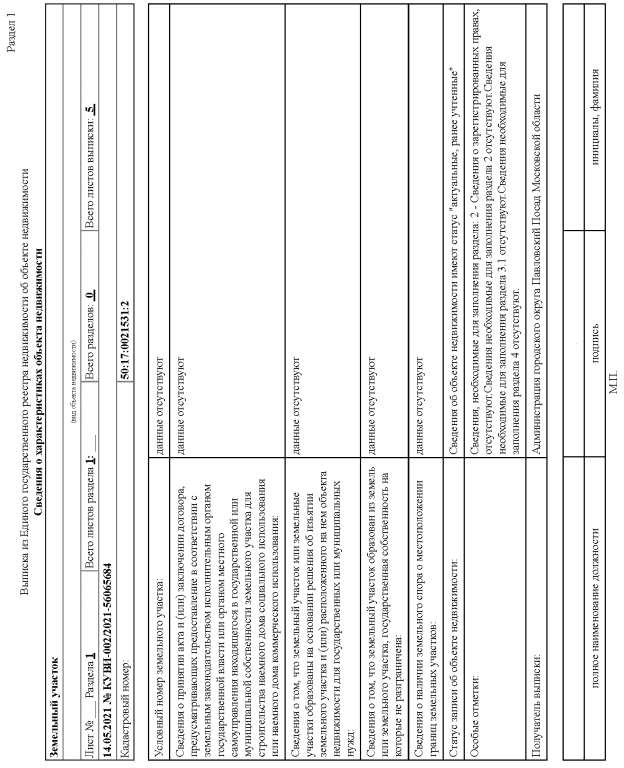 Раздел 1
Выписка из Единого государственного реестра недвижимости об объекте недвижимости
Сведения о характеристиках объекта недвижимости
Земельный участок
(вид объекта недвижимости)
Лист № ___ Раздела 1 Всего листов раздела 1: ___ Всего разделов: 0 Всего листов выписки: 5
14.05.2021 № КУВИ-002/2021-56065684
Кадастровый номер: 50:17:0021531:2
Условный номер земельного участка: данные отсутствуют
Сведения о принятии акта и (или) заключении договора, данные отсутствуют
предусматривающих предоставление в соответствии с
земельным законодательством исполнительным органом
государственной власти или органом местного
самоуправления находящегося в государственной или
муниципальной собственности земельного участка для
строительства наемного дома социального использования
или наемного дома коммерческого использования:
Сведения о том, что земельный участок или земельные данные отсутствуют
участки образованы на основании решения об изъятии
земельного участка и (или) расположенного на нем объекта
недвижимости для государственных или муниципальных
нужд:
Сведения о том, что земельный участок образован из земель данные отсутствуют
или земельного участка, государственная собственность на
которые не разграничена:
Сведения о наличии земельного спора о местоположении данные отсутствуют
границ земельных участков:
Статус записи об объекте недвижимости: Сведения об объекте недвижимости имеют статус "актуальные, ранее учтенные"
Особые отметки: Сведения, необходимые для заполнения раздела: 2 - Сведения о зарегистрированных правах,
отсутствуют.Сведения необходимые для заполнения раздела 2 отсутствуют.Сведения
необходимые для заполнения раздела 3.1 отсутствуют.Сведения необходимые для
заполнения раздела 4 отсутствуют.
Получатель выписки: Администрация городского округа Павловский Посад Московской области
полное наименование должности подпись инициалы, фамилия
М.П.